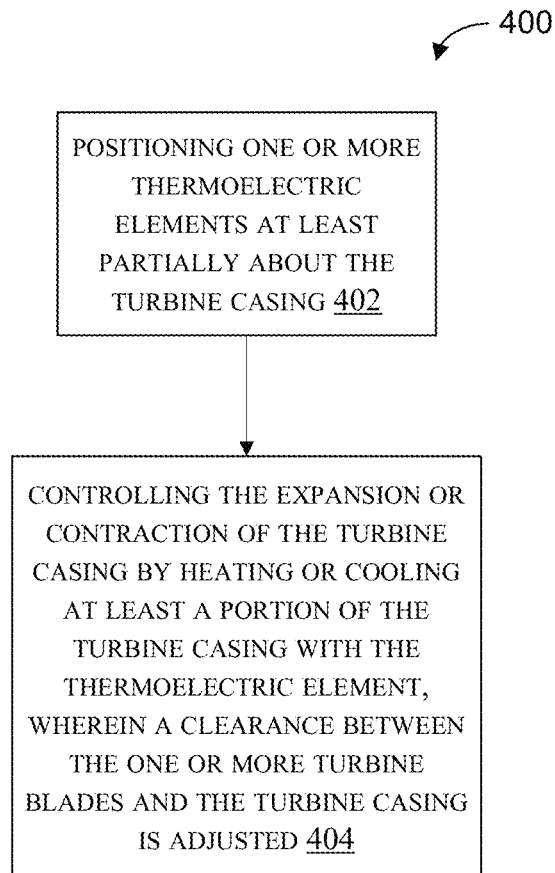 400
POSITIONING ONE OR MORE
THERMOELECTRIC
ELEMENTS AT LEAST
PARTIALLY ABOUT THE
TURBINE CASING 402
CONTROLLING THE EXPANSION OR
CONTRACTION OF THE TURBINE
CASING BY HEATING OR COOLING
AT LEAST A PORTION OF THE
TURBINE CASING WITH THE
THERMOELECTRIC ELEMENT,
WHEREIN A CLEARANCE BETWEEN
THE ONE OR MORE TURBINE
BLADES AND THE TURBINE CASING
IS ADJUSTED 404